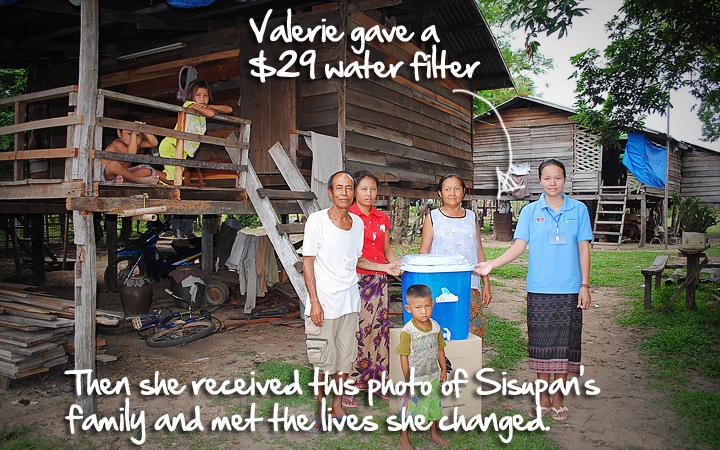 Valerie gave a
$29 water filter
Then she received this photo of Sisupan's
family and met the lives she changed.